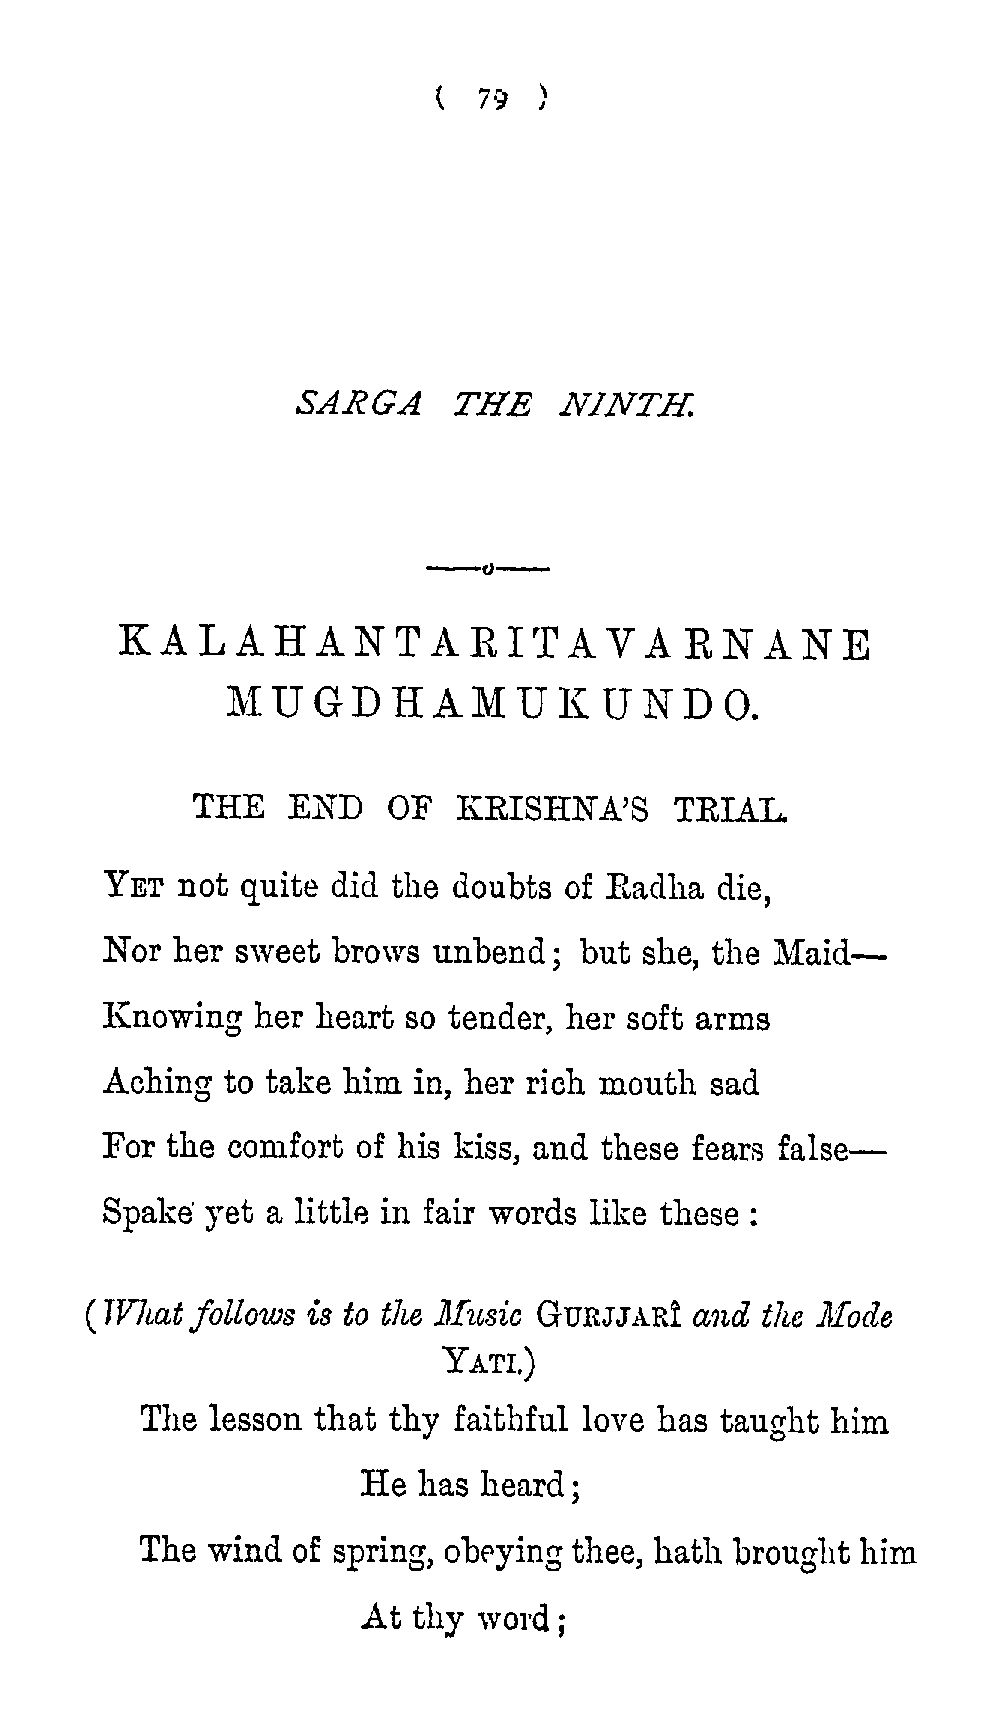 ( 79 )
SARGA THE NINTH.
KALAHANTARITAVARNANE
MUGDHAMUKUNDO.
THE END OF KRISHNA'S TRIAL.
YET not quite did the doubts of Radha die,
Nor her sweet brows unbend; but she, the Maid—
Knowing her heart so tender, her soft arms
Aching to take him in, her rich mouth sad
For the comfort of his kiss, and these fears false—
Spake yet a little in fair words like these :
(What follows is to the Music GURJJARÎ and the Mode
YATI.)
The lesson that thy faithful love has taught him
He has heard;
The wind of spring, obeying thee, hath brought him
At thy word;